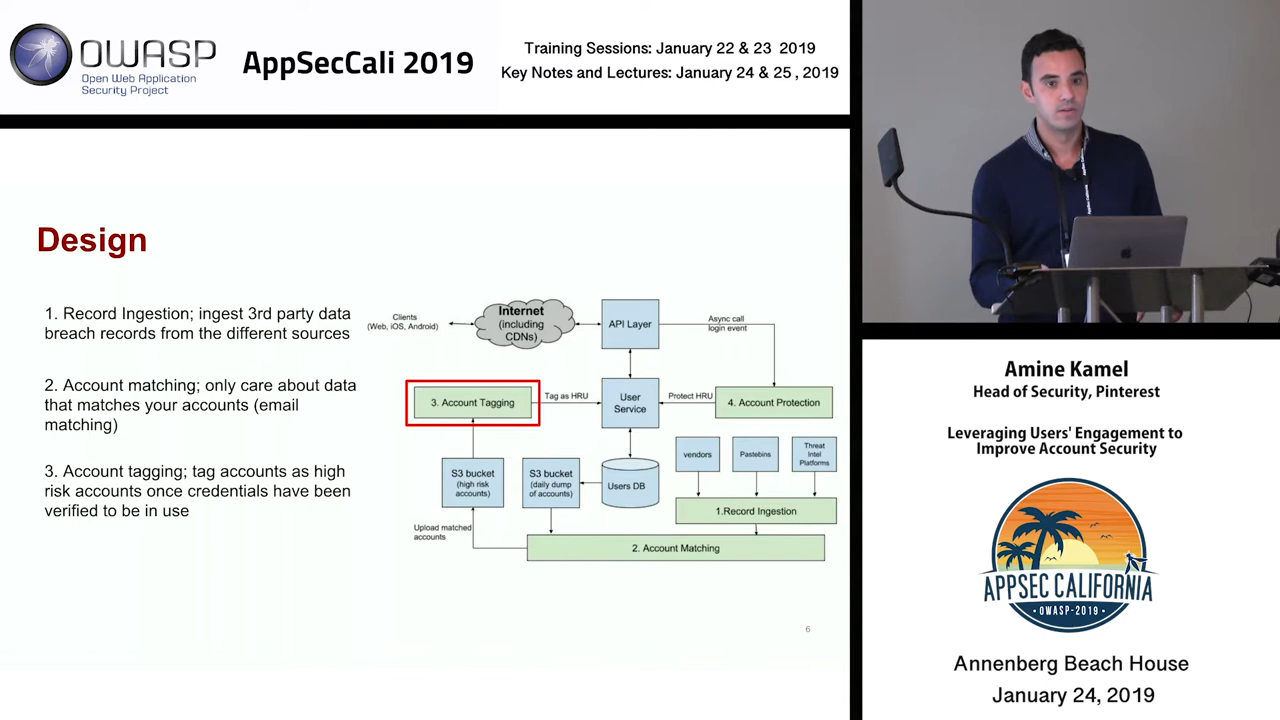 OWASP
Open Web Application
Security Project
AppSecCali 2019
Training Sessions: January 22 & 23 2019
Key Notes and Lectures: January 24 & 25 , 2019
Design
1. Record Ingestion; ingest 3rd party data
breach records from the different sources
2. Account matching; only care about data
that matches your accounts (email
matching)
3. Account tagging; tag accounts as high
risk accounts once credentials have been
verified to be in use
Clients
(Web, iOS, Android)
Internet
(including
CDNs)
API Layer
Async call
login event
3. Account Tagging
Tag as HRU
User
Service
Protect HRU
4. Account Protection
S3 bucket
(high risk
accounts)
S3 bucket
(daily dump
of accounts)
Users DB
vendors
Pastebins
Threat
Intel
Platforms
1.Record Ingestion
Upload matched
accounts
2. Account Matching
6
Amine Kamel
Head of Security, Pinterest
Leveraging Users' Engagement to
Improve Account Security
APPSEC CALIFORNIA
OWASP-2019
Annenberg Beach House
January 24, 2019